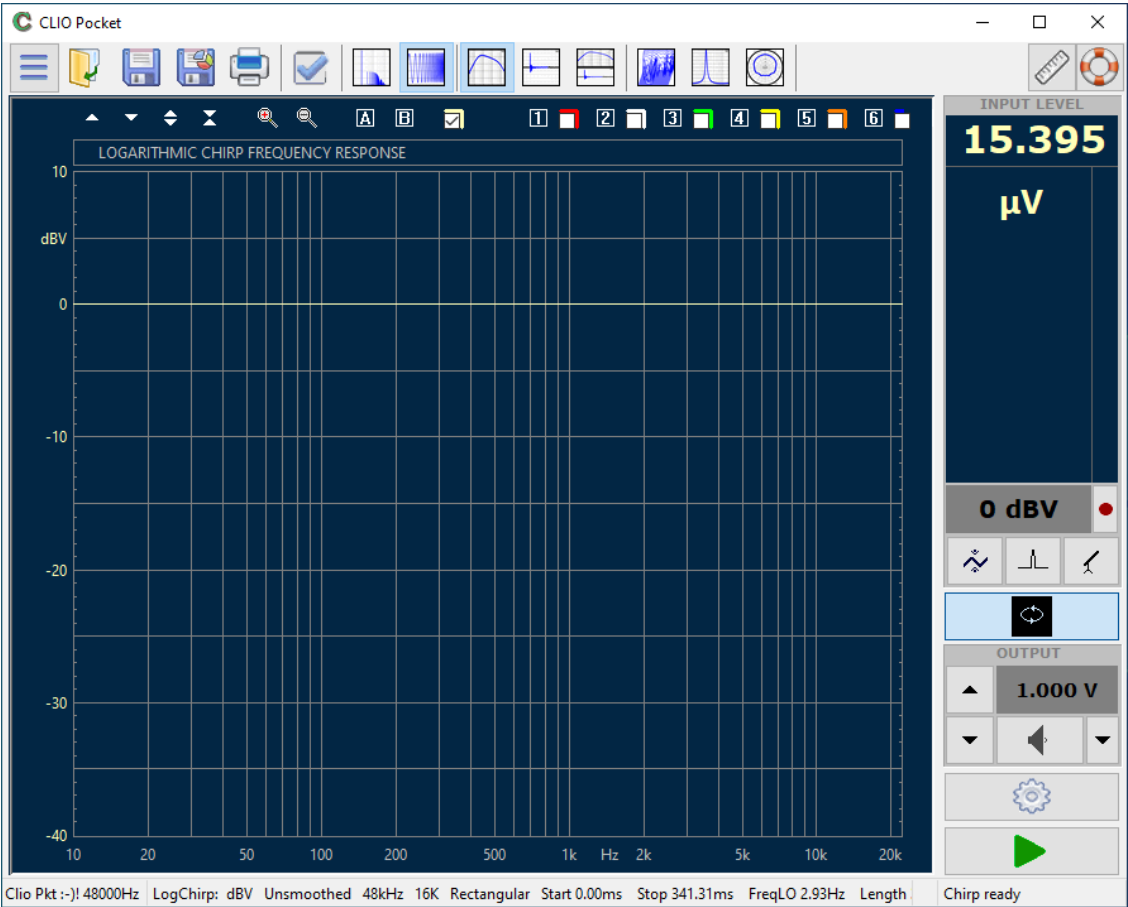 CLIO Pocket
INPUT LEVEL
A B 1 2 3 4 5 6
15.395
µV
LOGARITHMIC CHIRP FREQUENCY RESPONSE
10
dBV
0
-10
-20
-30
-40
10 20 50 100 200 500 1k Hz 2k 5k 10k 20k
0 dBV
OUTPUT
1.000 V
Clio Pkt :-)! 48000Hz LogChirp: dBV Unsmoothed 48kHz 16K Rectangular Start 0.00ms Stop 341.31ms FreqLO 2.93Hz Length Chirp ready